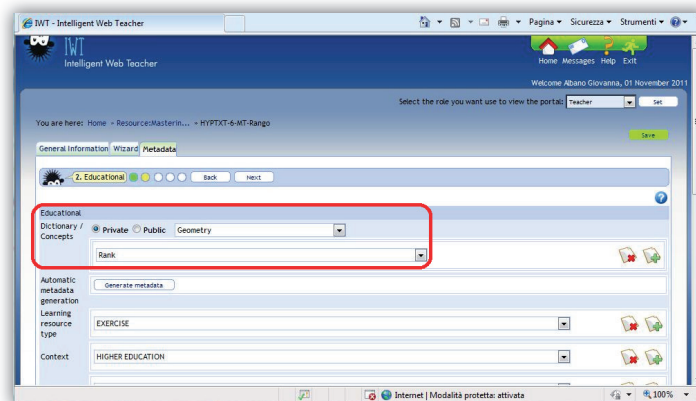 IWT - Intelligent Web Teacher
Pagina Sicurezza Strumenti
IWT
Intelligent Web Teacher
Home Messages Help Exit
Welcome Albano Giovanna, 01 November 2011
Select the role you want use to view the portal: Teacher Set
You are here: Home » Resource:Masterin... » HYPTXT-6-MT-Rango
Save
General Information Wizard Metadata
2. Educational Back Next
Educational
Dictionary / Concepts Private Public Geometry
Rank
Automatic metadata generation Generate metadata
Learning resource type EXERCISE
Context HIGHER EDUCATION
Internet | Modalità protetta: attivata 100%